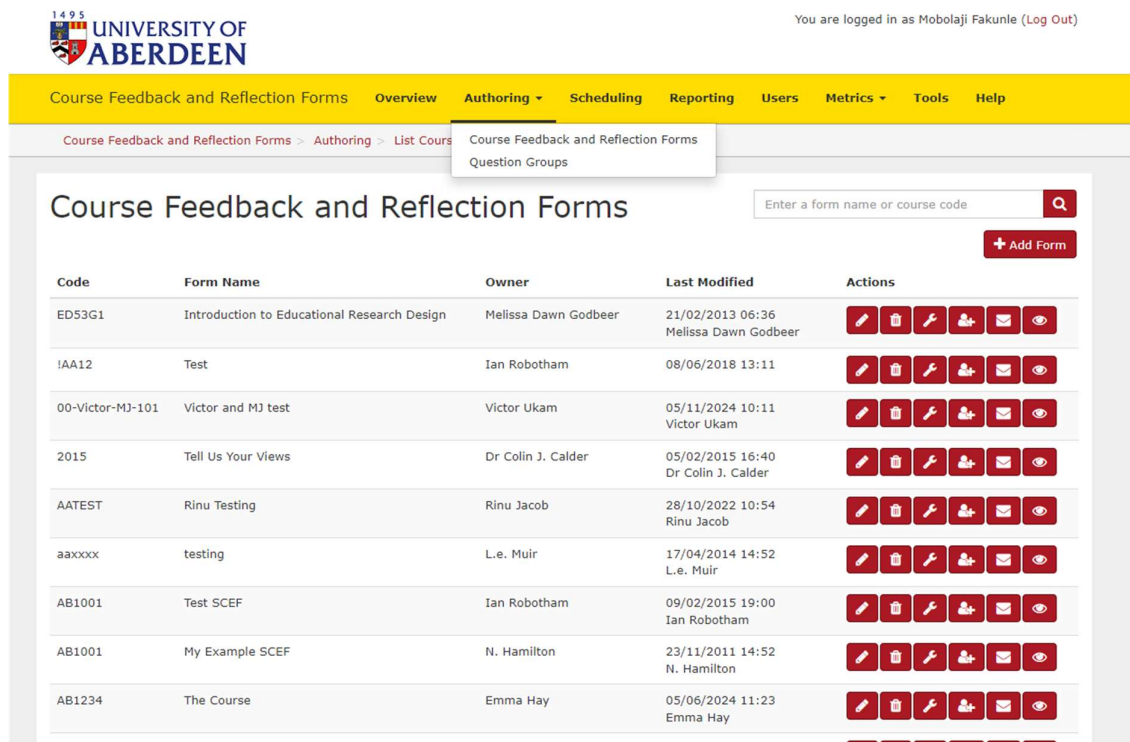 1495
UNIVERSITY OF
ABERDEEN
You are logged in as Mobolaji Fakunle (Log Out)
Course Feedback and Reflection Forms Overview Authoring Scheduling Reporting Users Metrics Tools Help
Course Feedback and Reflection Forms > Authoring > List Cours
Course Feedback and Reflection Forms
Question Groups
Course Feedback and Reflection Forms
Enter a form name or course code
+ Add Form
Code Form Name Owner Last Modified Actions
ED53G1 Introduction to Educational Research Design Melissa Dawn Godbeer 21/02/2013 06:36
Melissa Dawn Godbeer
!AA12 Test Ian Robotham 08/06/2018 13:11
00-Victor-MJ-101 Victor and MJ test Victor Ukam 05/11/2024 10:11
Victor Ukam
2015 Tell Us Your Views Dr Colin J. Calder 05/02/2015 16:40
Dr Colin J. Calder
AATEST Rinu Testing Rinu Jacob 28/10/2022 10:54
Rinu Jacob
aaxxxx testing L.e. Muir 17/04/2014 14:52
L.e. Muir
AB1001 Test SCEF Ian Robotham 09/02/2015 19:00
Ian Robotham
AB1001 My Example SCEF N. Hamilton 23/11/2011 14:52
N. Hamilton
AB1234 The Course Emma Hay 05/06/2024 11:23
Emma Hay